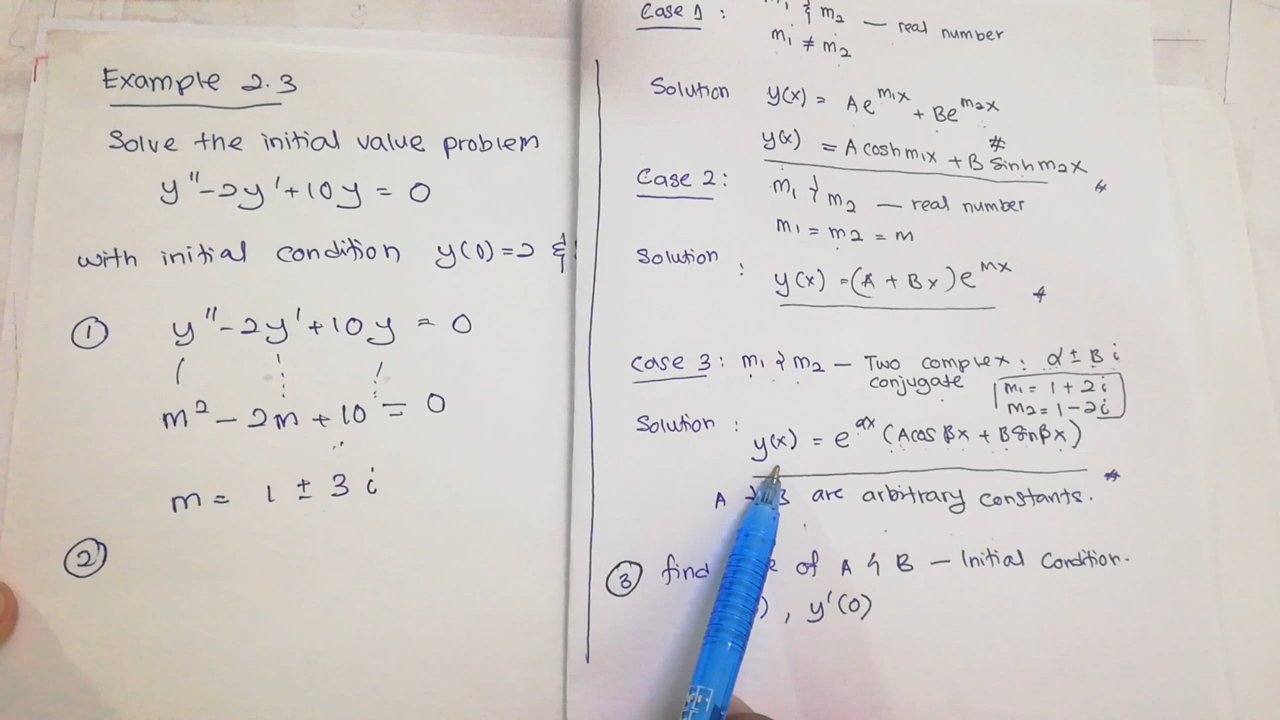 Example 2.3
Solve the initial value problem
y'' - 2y' + 10y = 0
with initial condition y(0)=2 &
① y'' - 2y' + 10y = 0
m² - 2m + 10 = 0
m = 1 ± 3i
②
Case 1 : m₁ & m₂ — real number
m₁ ≠ m₂
Solution y(x) = Ae^{m₁x} + Be^{m₂x}
y(x) = A cosh m₁x + B sinh m₂x *
Case 2: m₁ & m₂ — real number
m₁ = m₂ = m
Solution : y(x) = (A + Bx)e^{mx} *
Case 3: m₁ & m₂ — Two complex : α ± βi
conjugate m₁ = 1 + 2i
m₂ = 1 - 2i
Solution : y(x) = e^{αx} (A cos βx + B sin βx) *
A & B are arbitrary constants.
③ find of A & B — Initial Condition.
, y'(0)